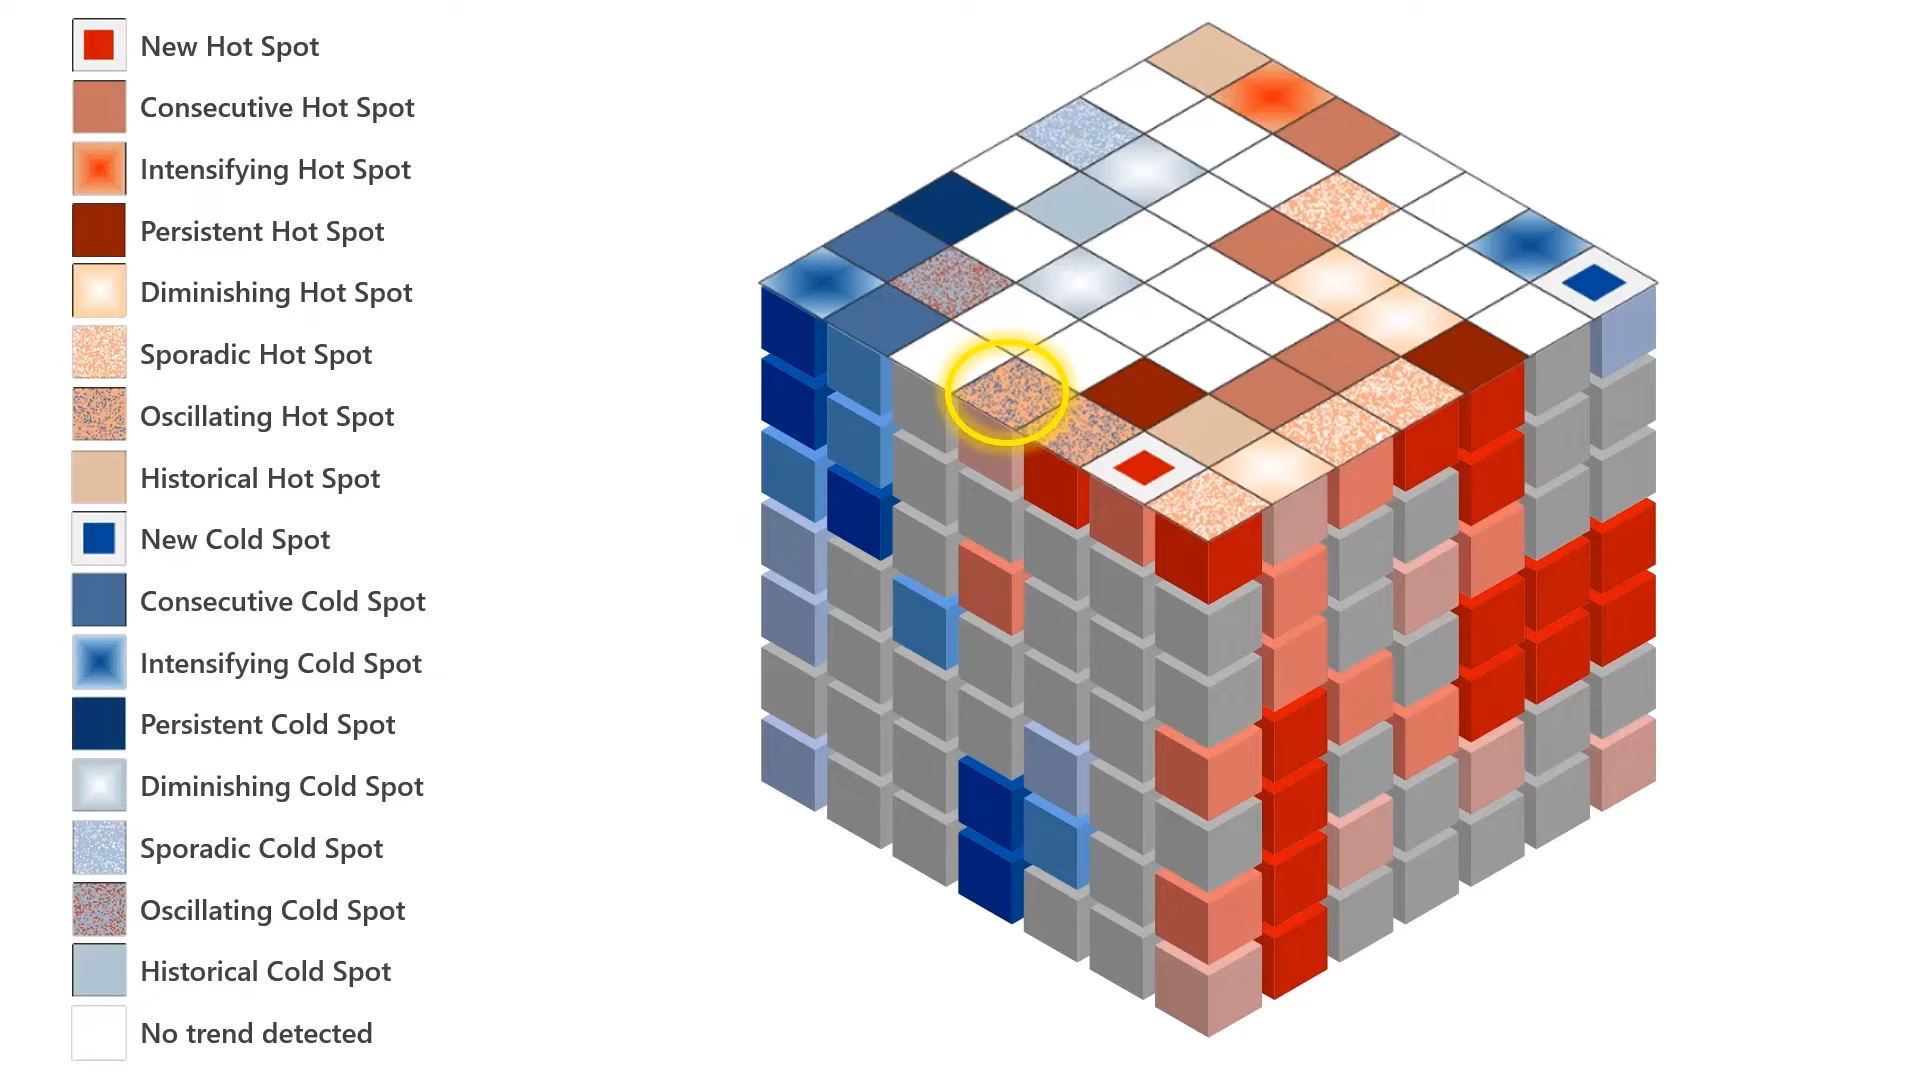 New Hot Spot
Consecutive Hot Spot
Intensifying Hot Spot
Persistent Hot Spot
Diminishing Hot Spot
Sporadic Hot Spot
Oscillating Hot Spot
Historical Hot Spot
New Cold Spot
Consecutive Cold Spot
Intensifying Cold Spot
Persistent Cold Spot
Diminishing Cold Spot
Sporadic Cold Spot
Oscillating Cold Spot
Historical Cold Spot
No trend detected